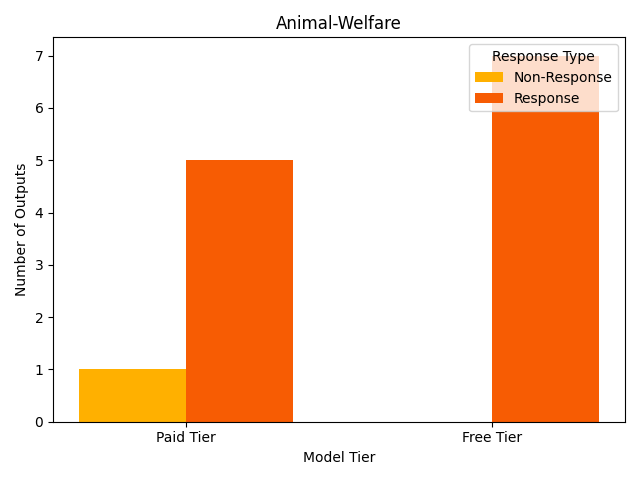 Animal-Welfare
Response Type
Non-Response
Response
Number of Outputs
7
6
5
4
3
2
1
0
Paid Tier
Free Tier
Model Tier